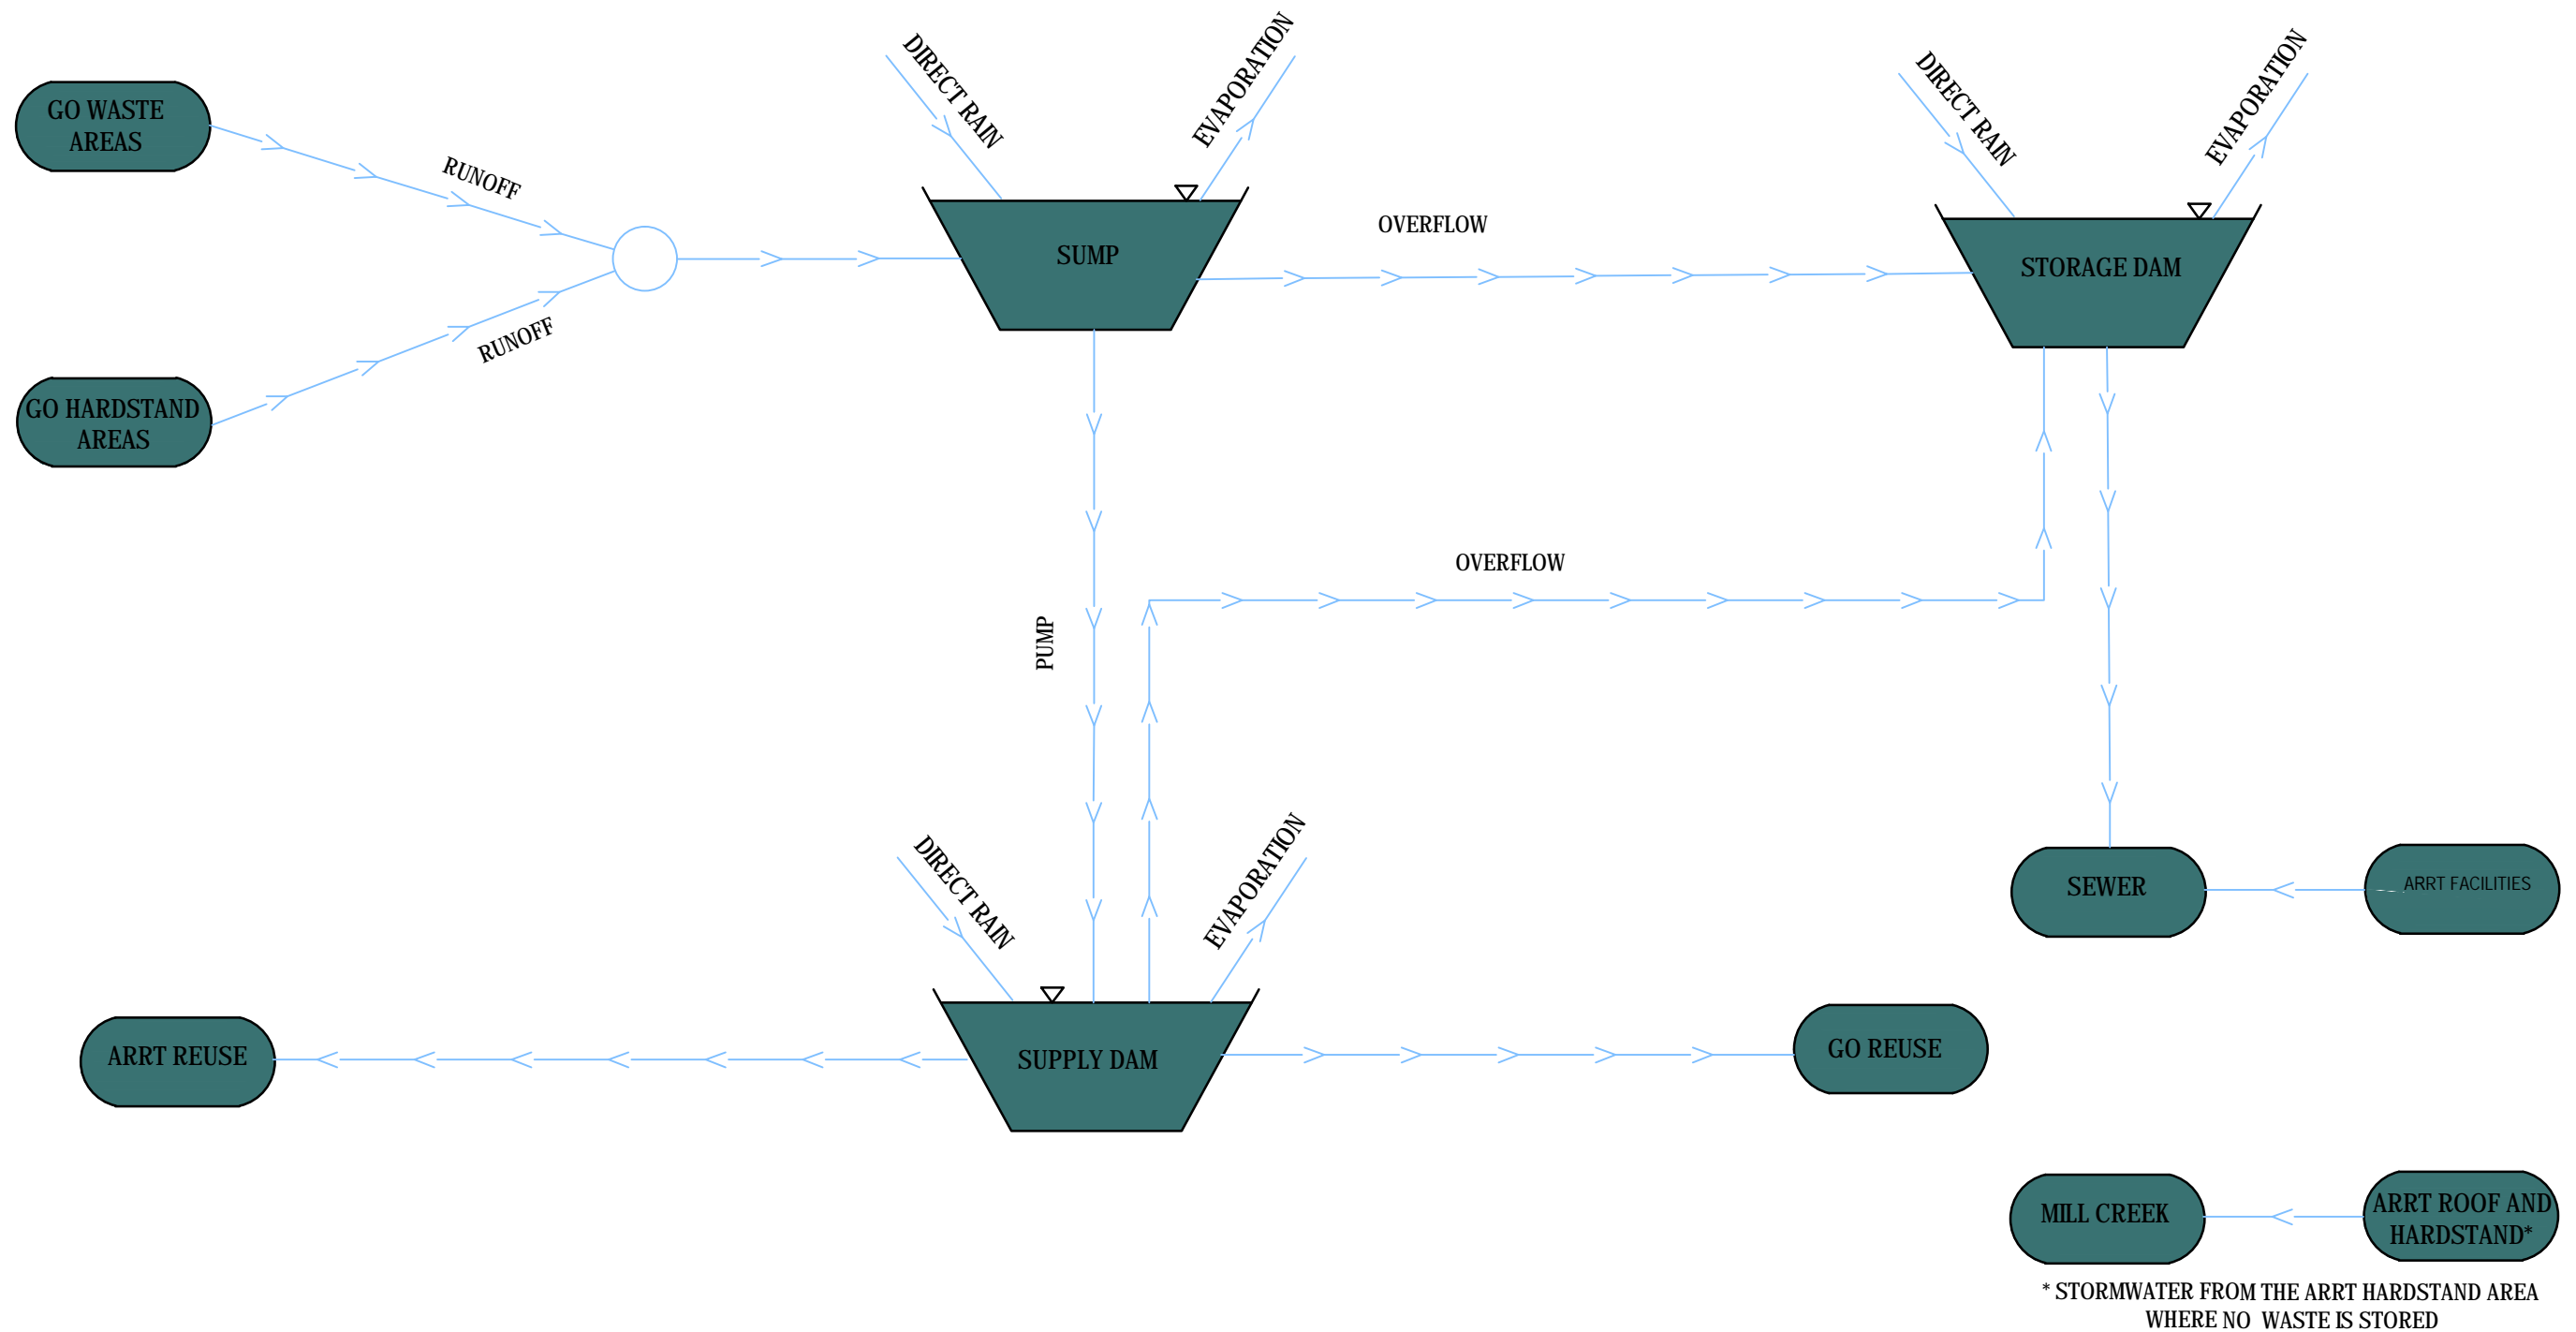 DIRECT RAIN
EVAPORATION
DIRECT RAIN
EVAPORATION
GO WASTE
AREAS
RUNOFF
SUMP
OVERFLOW
STORAGE DAM
RUNOFF
GO HARDSTAND
AREAS
OVERFLOW
PUMP
DIRECT RAIN
EVAPORATION
SEWER
ARRT FACILITIES
ARRT REUSE
SUPPLY DAM
GO REUSE
MILL CREEK
ARRT ROOF AND
HARDSTAND*
* STORMWATER FROM THE ARRT HARDSTAND AREA
WHERE NO WASTE IS STORED